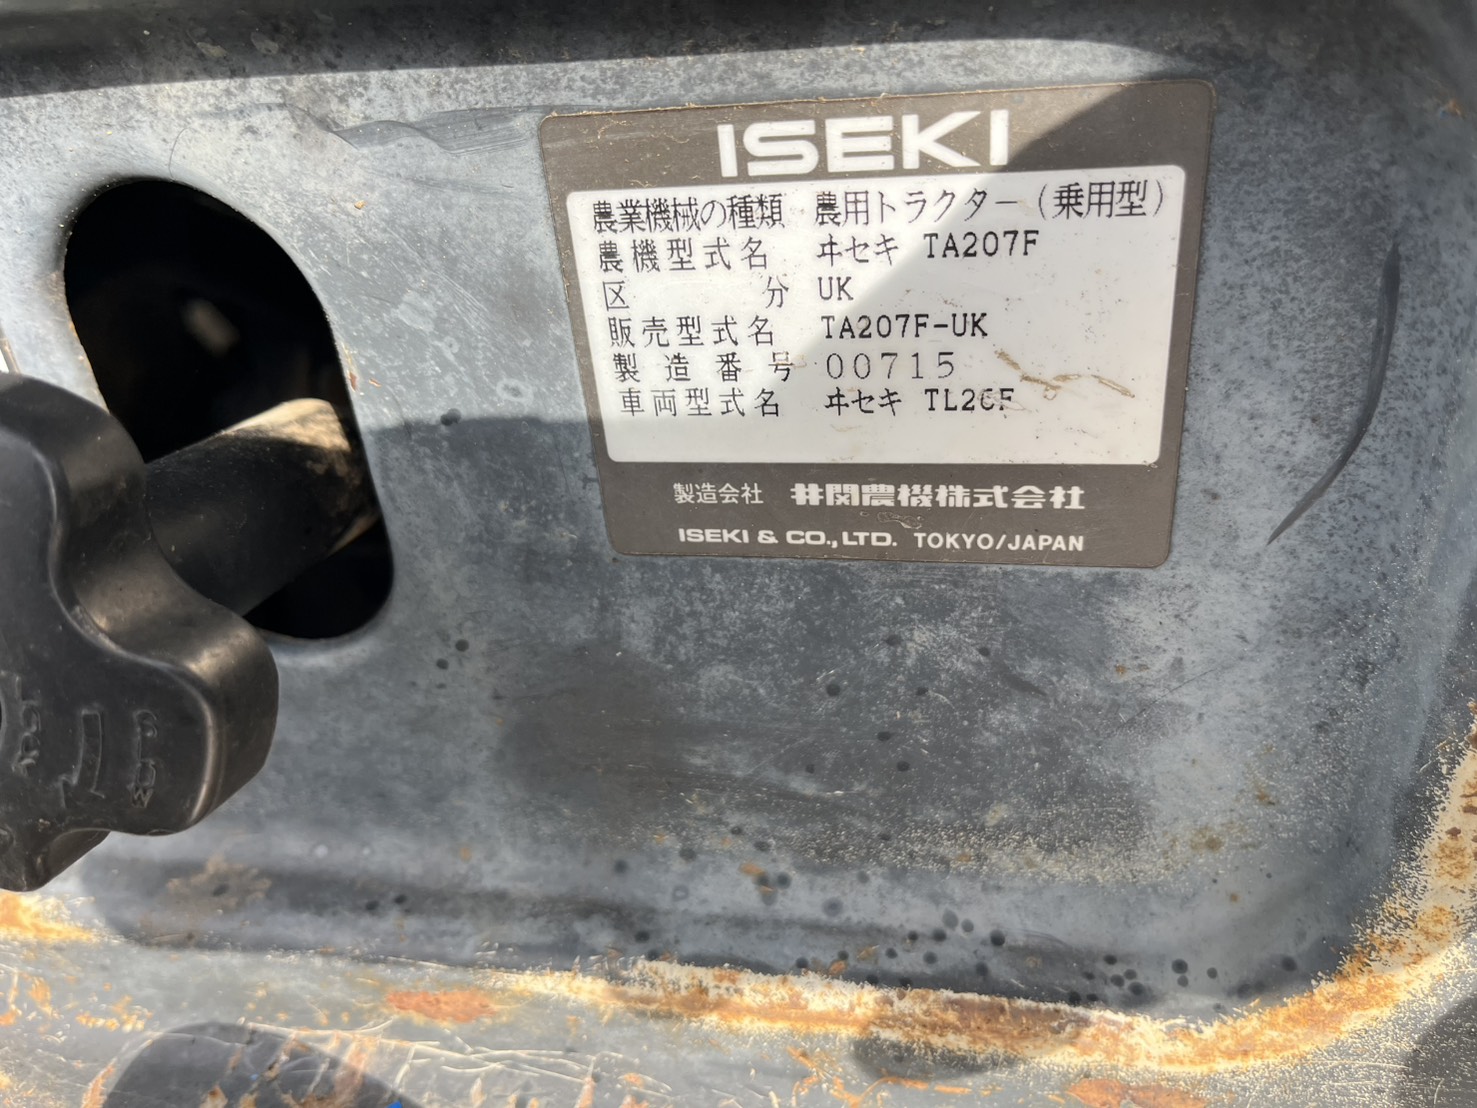 ISEKI
農業機械の種類 農用トラクター(乗用型)
農機型式名 ヰセキ TA207F
区分 UK
販売型式名 TA207F-UK
製造番号 00715
車両型式名 ヰセキ TL26F
製造会社 井関農機株式会社
ISEKI & CO.,LTD. TOKYO/JAPAN